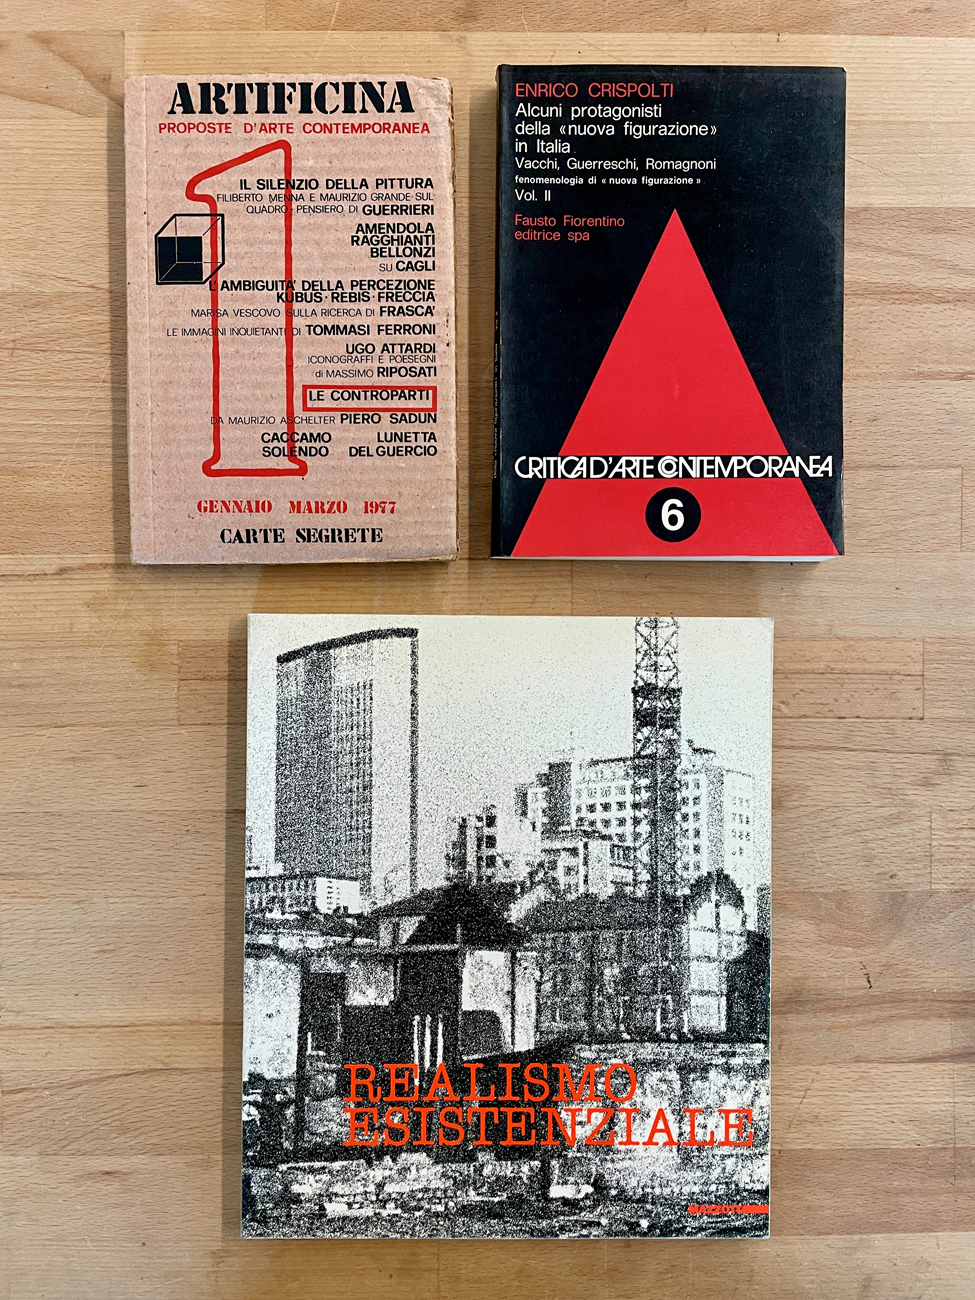 ARTIFICINA
PROPOSTE D'ARTE CONTEMPORANEA
1
IL SILENZIO DELLA PITTURA
FILIBERTO MENNA E MAURIZIO GRANDE SUL
QUADRO-PENSIERO DI GUERRIERI
AMENDOLA
RAGGHIANTI
BELLONZI
SU CAGLI
L'AMBIGUITA' DELLA PERCEZIONE
KUBUS·REBIS·FRECCIA
MARISA VESCOVO SULLA RICERCA DI FRASCA'
LE IMMAGINI INQUIETANTI DI TOMMASI FERRONI
UGO ATTARDI
ICONOGRAFFI E POESEGNI
di MASSIMO RIPOSATI
LE CONTROPARTI
DA MAURIZIO ASCHELTER PIERO SADUN
CACCAMO LUNETTA
SOLENDO DEL GUERCIO
GENNAIO MARZO 1977
CARTE SEGRETE
ENRICO CRISPOLTI
Alcuni protagonisti
della «nuova figurazione»
in Italia
Vacchi, Guerreschi, Romagnoni
fenomenologia di « nuova figurazione »
Vol. II
Fausto Fiorentino
editrice spa
CRITICA D'ARTE CONTEMPORANEA
6
REALISMO
ESISTENZIALE
MAZZOTTA